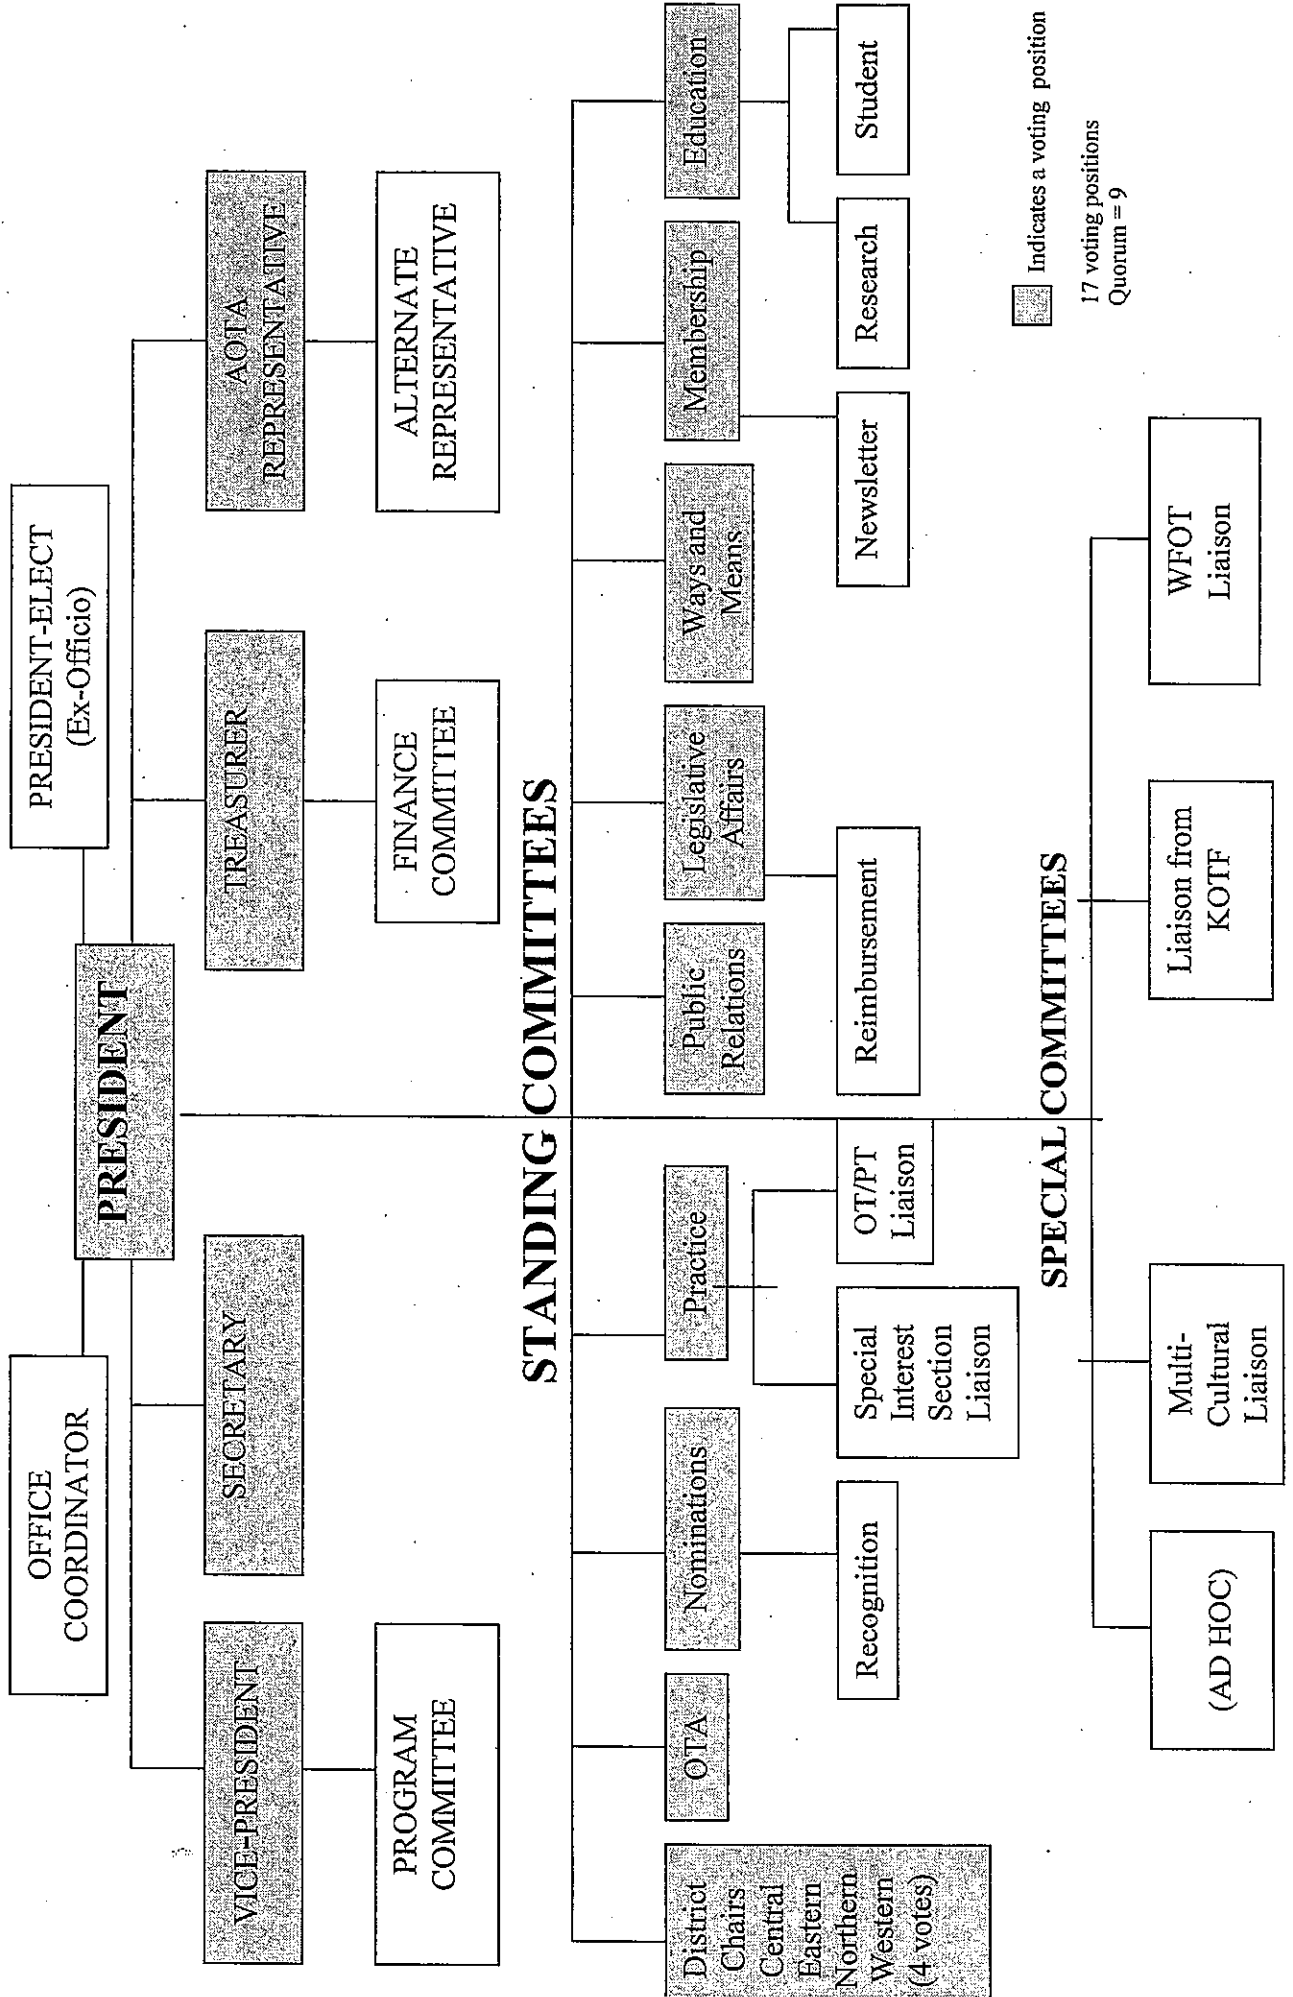 OFFICE
COORDINATOR
PRESIDENT-ELECT
(Ex-Officio)
PRESIDENT
VICE-PRESIDENT
SECRETARY
TREASURER
AOTA
REPRESENTATIVE
PROGRAM
COMMITTEE
FINANCE
COMMITTEE
ALTERNATE
REPRESENTATIVE
STANDING COMMITTEES
District
Chairs
Central
Eastern
Northern
Western
(4 votes)
OTA
Nominations
Practice
Public
Relations
Legislative
Affairs
Ways and
Means
Membership
Education
Recognition
Special
Interest
Section
Liaison
OT/PT
Liaison
Reimbursement
Newsletter
Research
Student
SPECIAL COMMITTEES
(AD HOC)
Multi-
Cultural
Liaison
Liaison from
KOTF
WFOT
Liaison
Indicates a voting position
17 voting positions
Quorum = 9